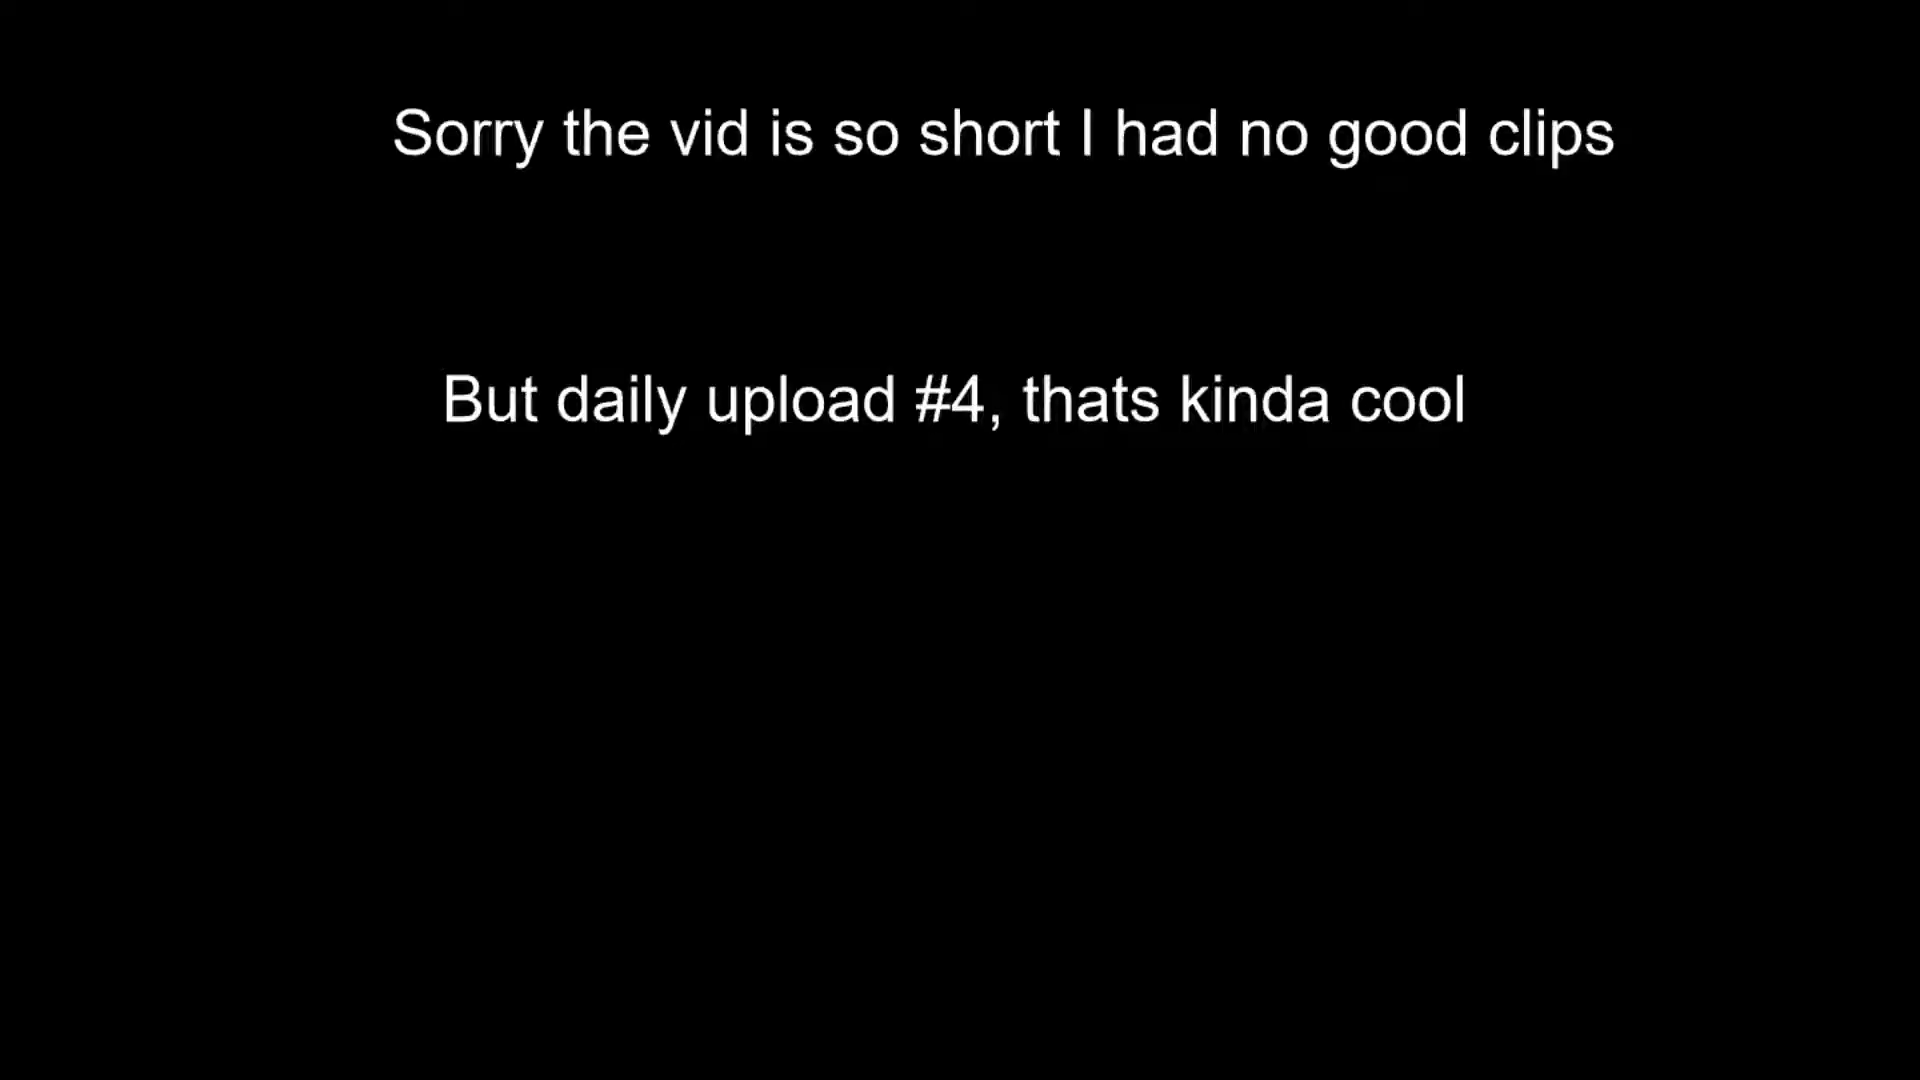 Sorry the vid is so short I had no good clips
But daily upload #4, thats kinda cool